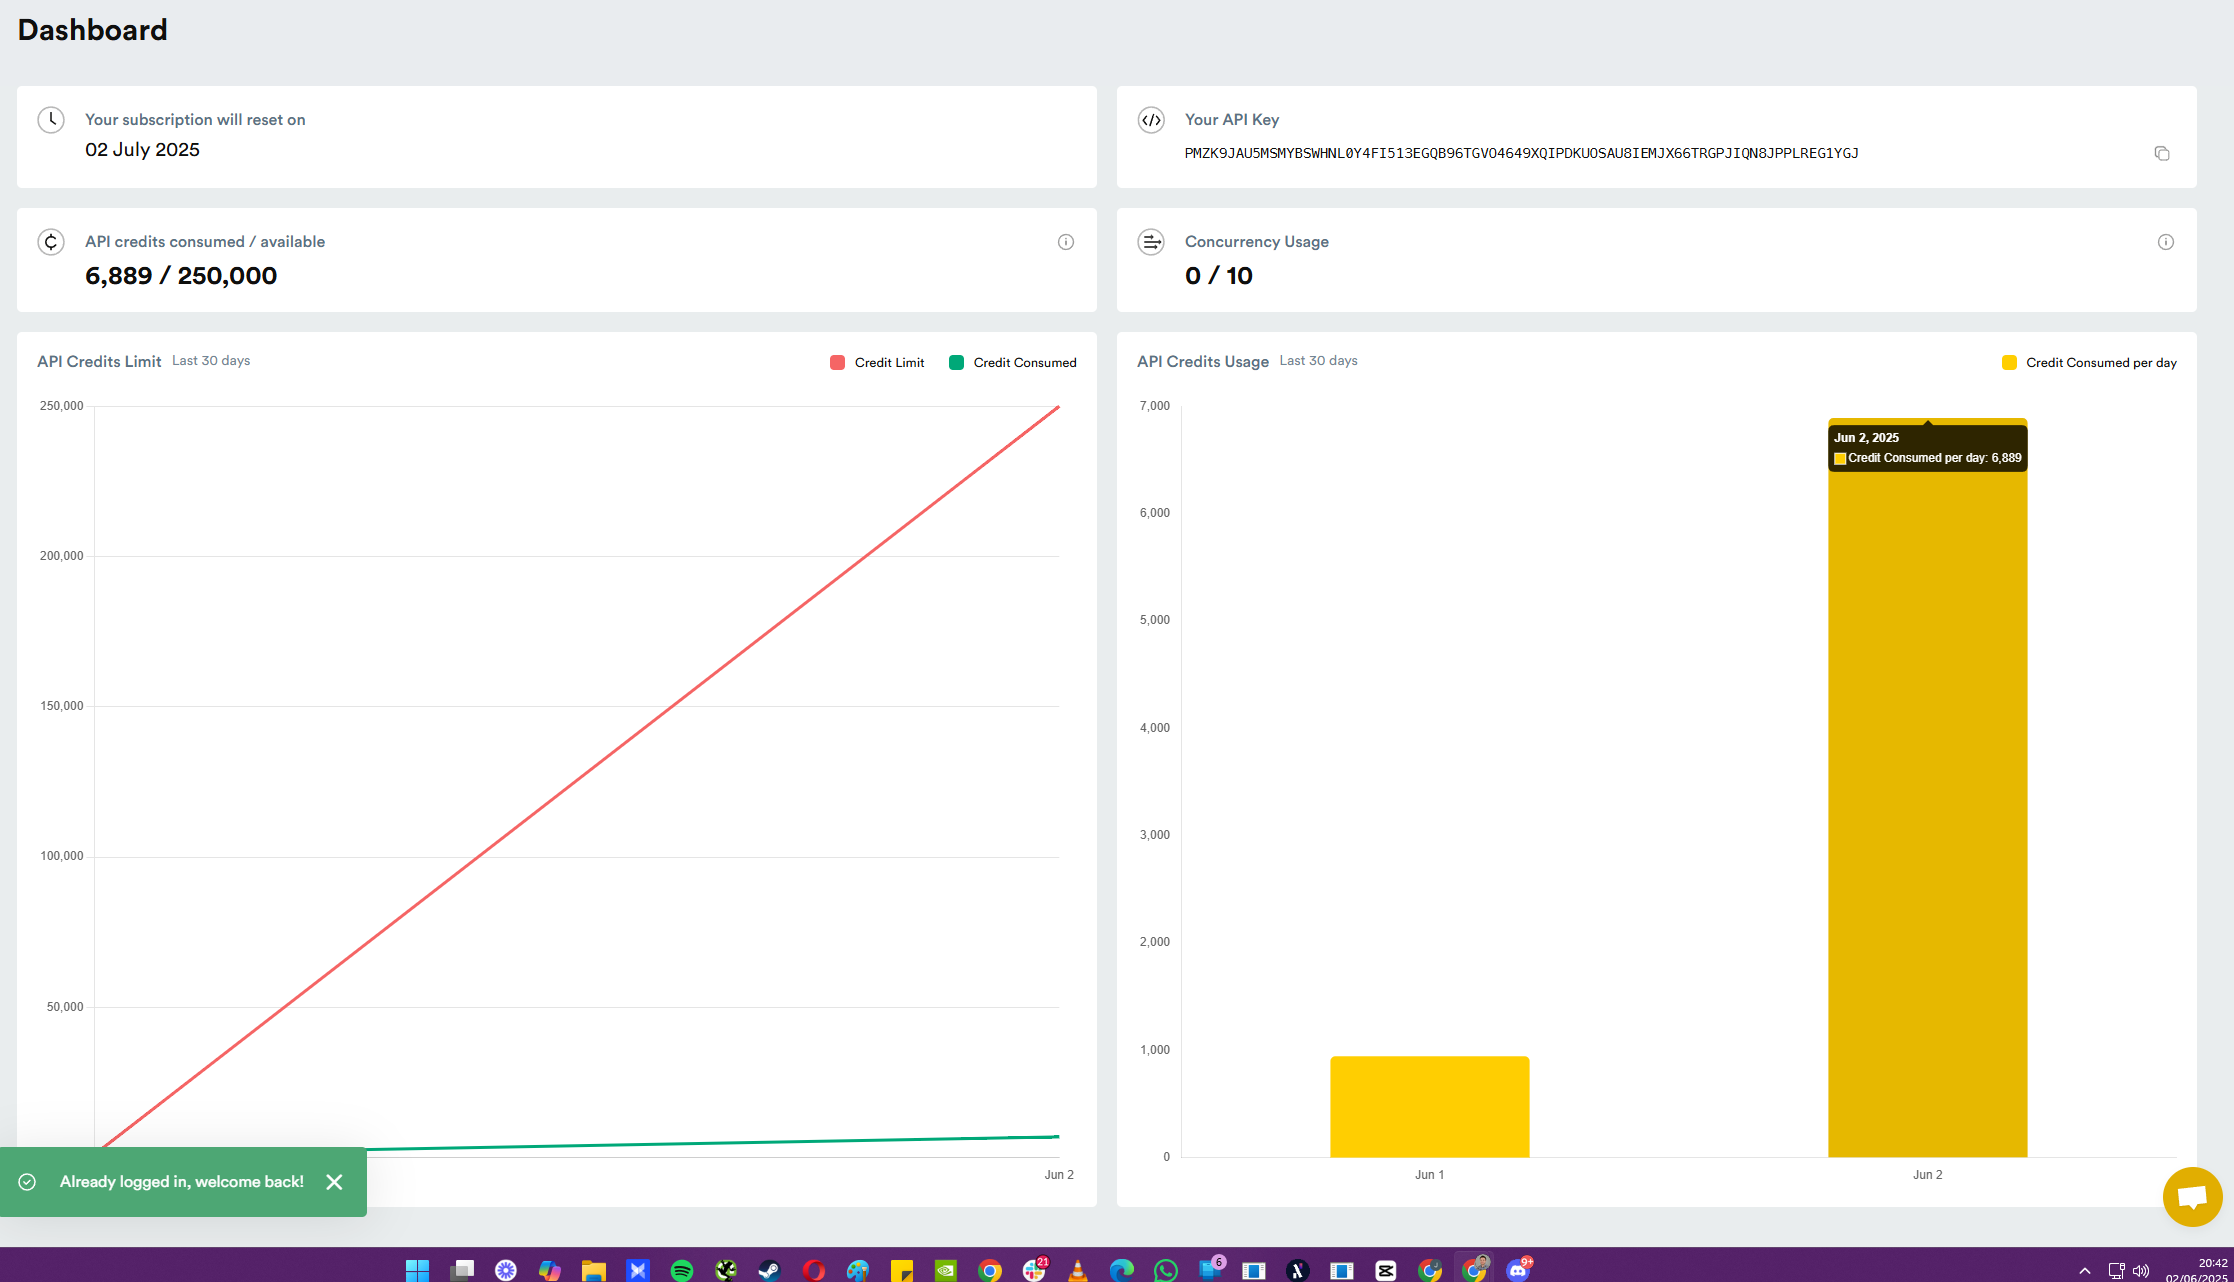 Dashboard
Your subscription will reset on
02 July 2025
Your API Key
PMZK9JAU5MSMYBSWHNL0Y4FI513EGQB96TGVO4649XQIPDKUOSAU8IEMJX66TRGPJIQN8JPPLREG1YGJ
API credits consumed / available
6,889 / 250,000
Concurrency Usage
0 / 10
API Credits Limit Last 30 days
Credit Limit Credit Consumed
250,000
200,000
150,000
100,000
50,000
Jun 2
API Credits Usage Last 30 days
Credit Consumed per day
7,000
6,000
5,000
4,000
3,000
2,000
1,000
0
Jun 2, 2025
Credit Consumed per day: 6,889
Jun 1 Jun 2
Already logged in, welcome back!
21
6
9+
20:42
02/06/2025